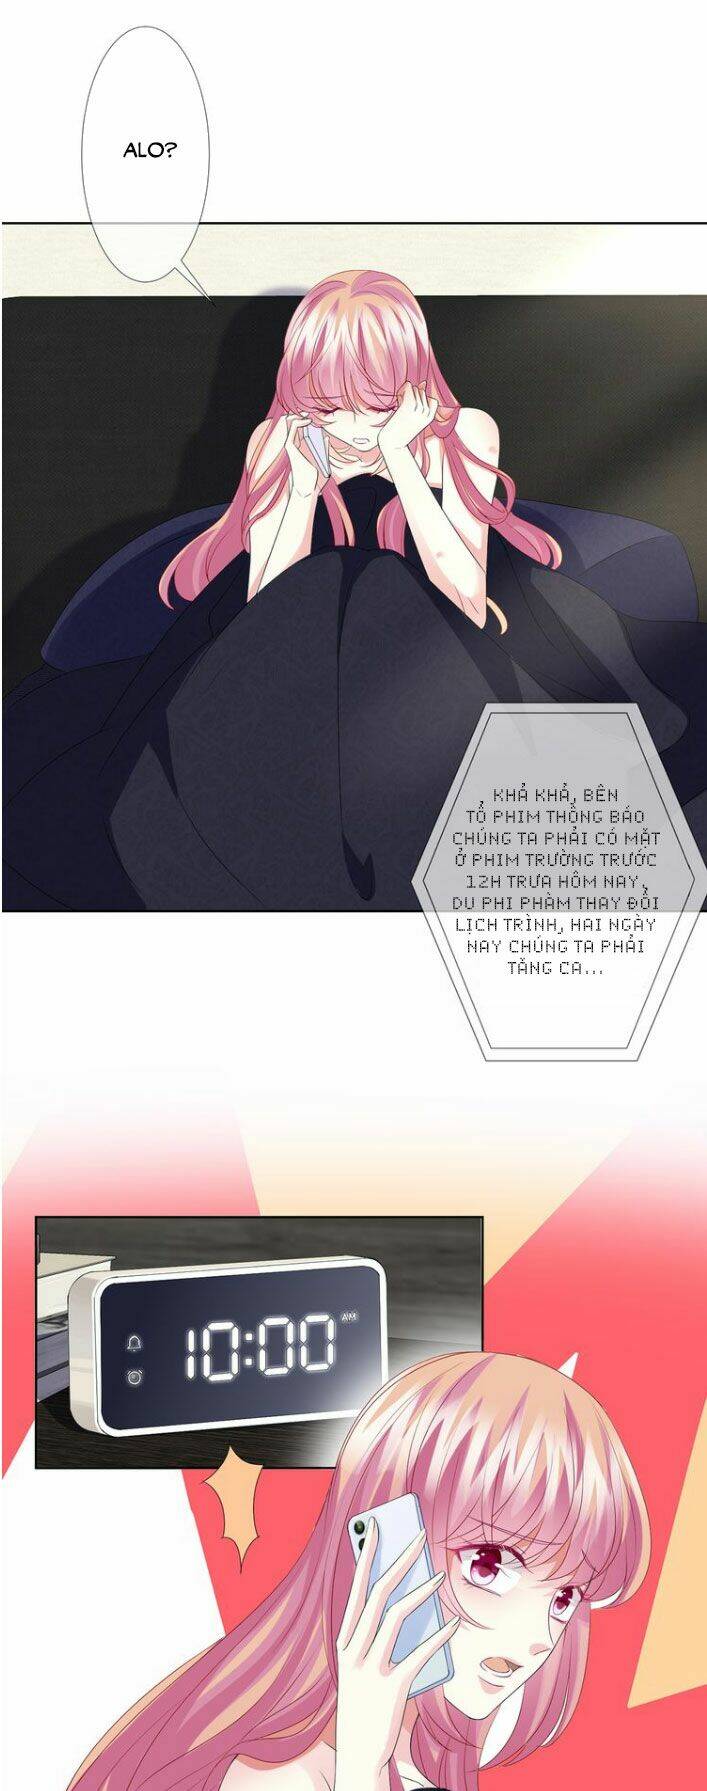 ALO?
KHẢ KHẢ, BÊN
TỔ PHIM THÔNG BÁO
CHÚNG TA PHẢI CÓ MẶT
Ở PHIM TRƯỜNG TRƯỚC
12H TRƯA HÔM NAY,
DU PHI PHÀM THAY ĐỔI
LỊCH TRÌNH, HAI NGÀY
NAY CHÚNG TA PHẢI
TĂNG CA...
AM
10:00